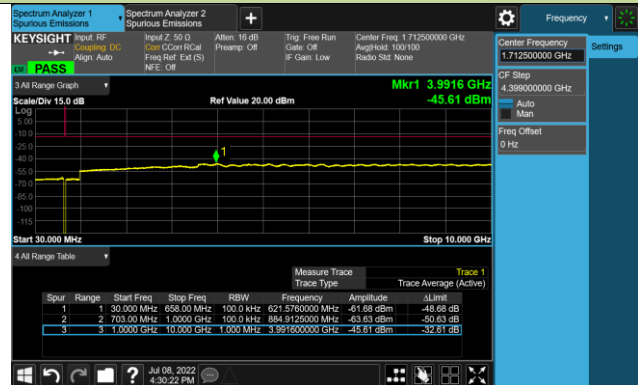 Spectrum Analyzer 1
Spurious Emissions
Spectrum Analyzer 2
Spurious Emissions
+
Frequency
KEYSIGHT
Input: RF
Coupling: DC
Align: Auto
Input Z: 50 Ω
Corr CCorr RCal
Freq Ref: Ext (S)
NFE: Off
Atten: 16 dB
Preamp: Off
Trig: Free Run
Gate: Off
IF Gain: Low
Center Freq: 1.712500000 GHz
Avg|Hold: 100/100
Radio Std: None
PASS
Center Frequency
1.712500000 GHz
Settings
CF Step
4.399000000 MHz
Auto
Man
Freq Offset
0 Hz
3 All Range Graph
Mkr1 3.9916 GHz
Scale/Div 15.0 dB
Ref Value 20.00 dBm
-45.61 dBm
Log
5.00
-10.0
-25.0
-40.0
-55.0
-70.0
-85.0
-100
-115
1
Start 30.000 MHz
Stop 10.000 GHz
4 All Range Table
Measure Trace Trace 1
Trace Type Trace Average (Active)
Spur Range Start Freq Stop Freq RBW Frequency Amplitude ΔLimit
1 1 30.000 MHz 658.00 MHz 100.0 kHz 621.5760000 MHz -61.68 dBm -48.68 dB
2 2 703.00 MHz 1.0000 GHz 100.0 kHz 884.9125000 MHz -63.63 dBm -50.63 dB
3 3 1.0000 GHz 10.000 GHz 1.000 MHz 3.991600000 GHz -45.61 dBm -32.61 dB
?
Jul 08, 2022
4:30:22 PM